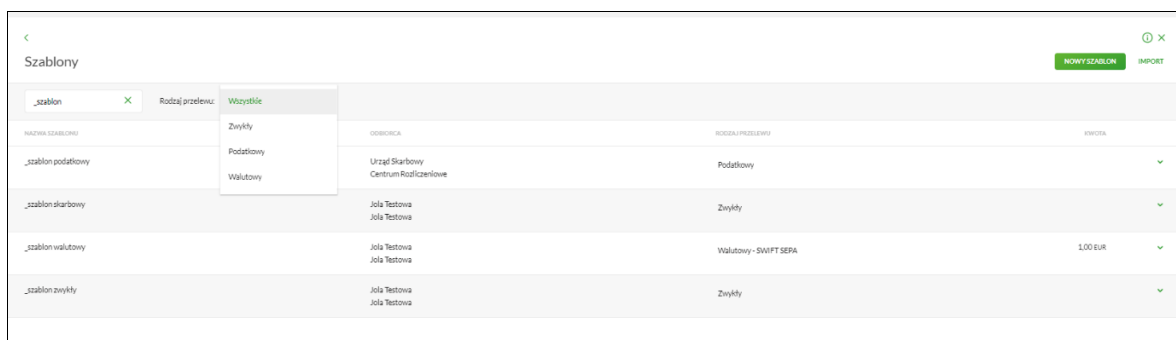 Szablony
NOWY SZABLON IMPORT
_szablon Rodzaj przelewu: Wszystkie
Zwykły
Podatkowy
Walutowy
NAZWA SZABLONU ODBIORCA RODZAJ PRZELEWU KWOTA
_szablon podatkowy Urząd Skarbowy Podatkowy
Centrum Rozliczeniowe
_szablon skarbowy Jola Testowa Zwykły
Jola Testowa
_szablon walutowy Jola Testowa Walutowy - SWIFT SEPA 1,00 EUR
Jola Testowa
_szablon zwykły Jola Testowa Zwykły
Jola Testowa